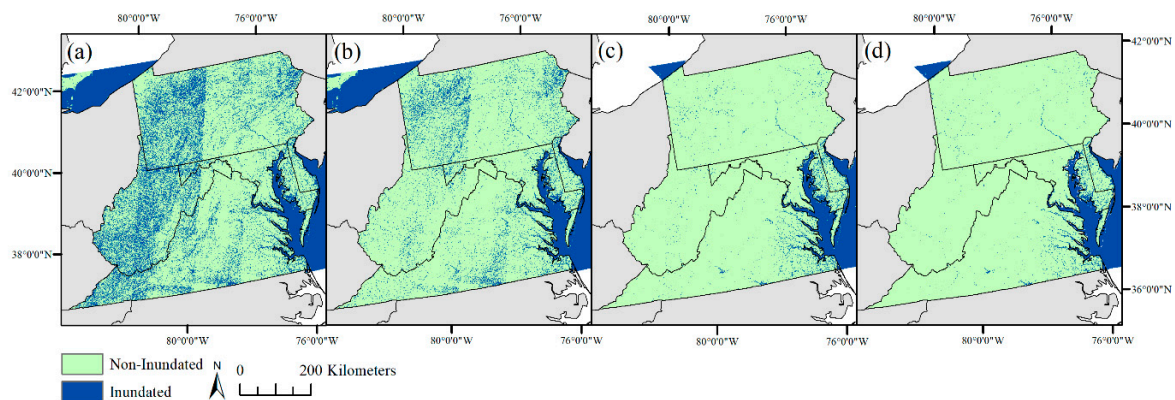 80°0'0"W 76°0'0"W 80°0'0"W 76°0'0"W 80°0'0"W 76°0'0"W 80°0'0"W 76°0'0"W
(a) (b) (c) (d)
42°0'0"N
42°0'0"N 40°0'0"N
40°0'0"N 38°0'0"N
38°0'0"N 36°0'0"N
80°0'0"W 76°0'0"W 80°0'0"W 76°0'0"W 80°0'0"W 76°0'0"W 80°0'0"W 76°0'0"W
Non-Inundated N 0 200 Kilometers
Inundated